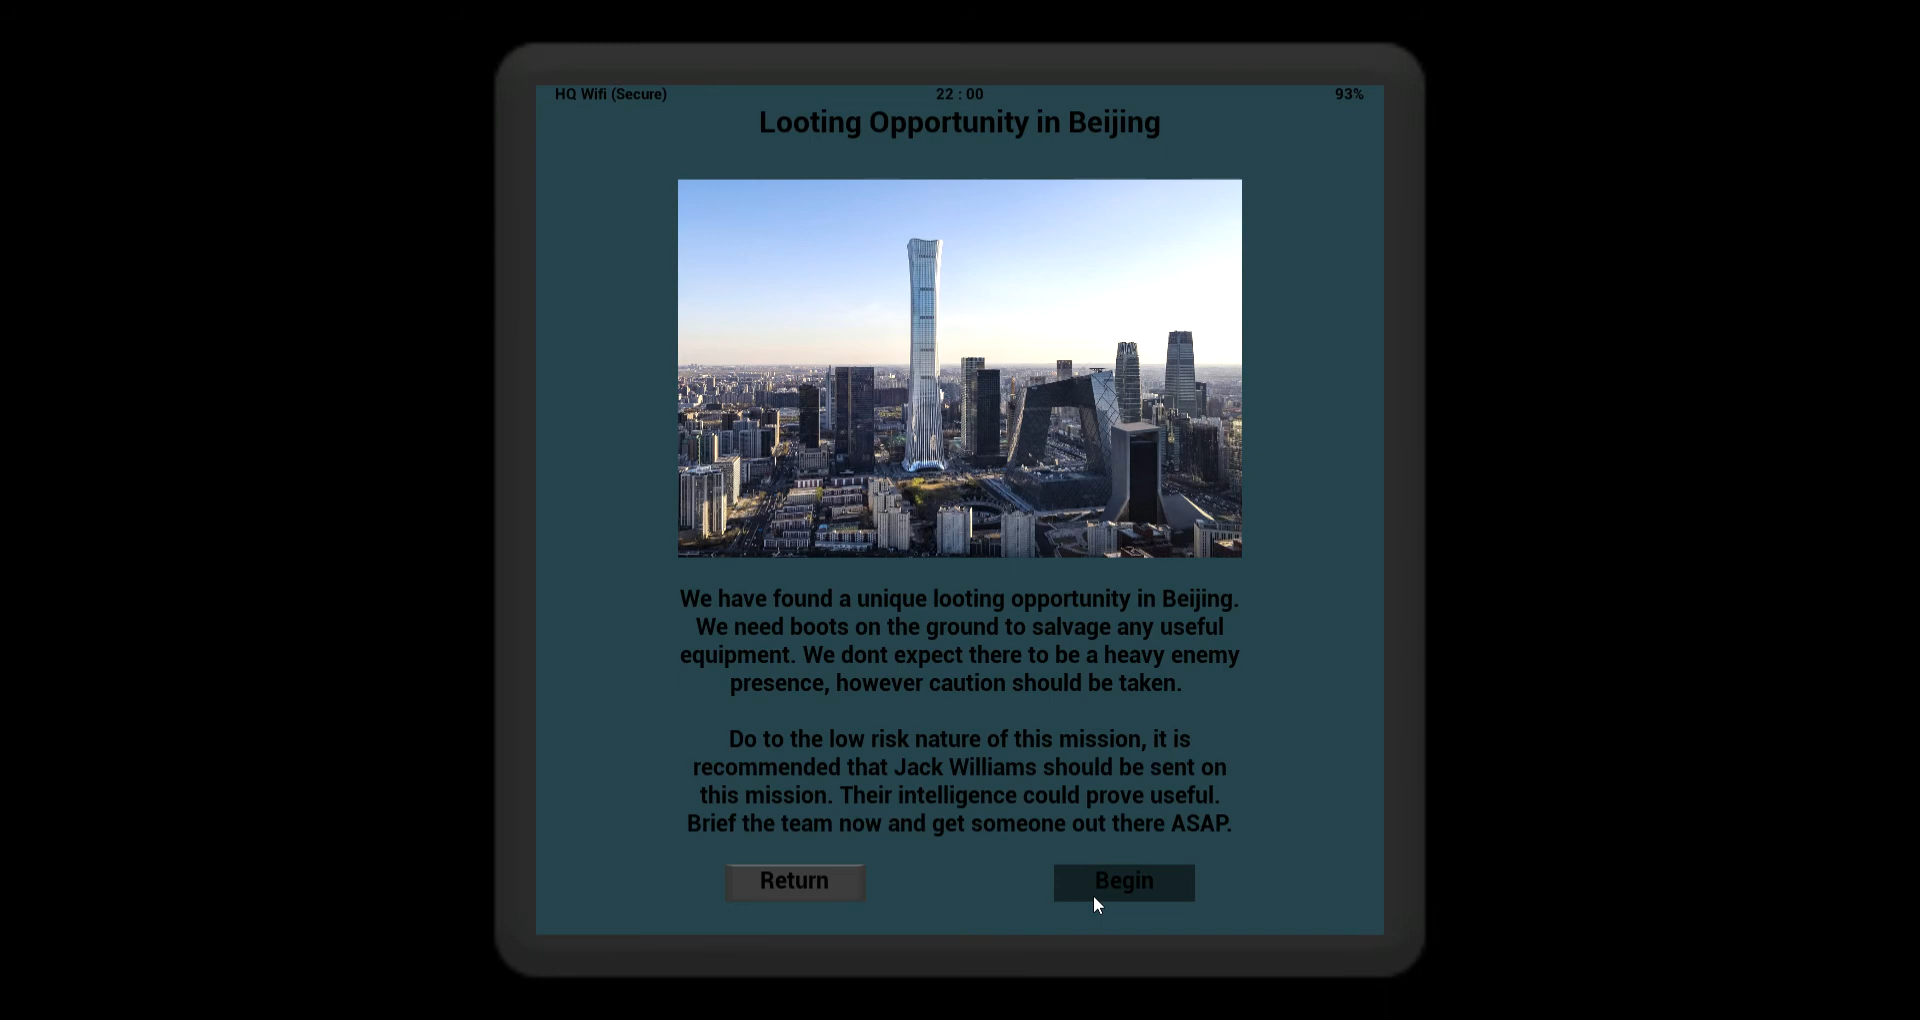 HQ Wifi (Secure) 22 : 00 93%
Looting Opportunity in Beijing
We have found a unique looting opportunity in Beijing.
We need boots on the ground to salvage any useful
equipment. We dont expect there to be a heavy enemy
presence, however caution should be taken.
Do to the low risk nature of this mission, it is
recommended that Jack Williams should be sent on
this mission. Their intelligence could prove useful.
Brief the team now and get someone out there ASAP.
Return Begin